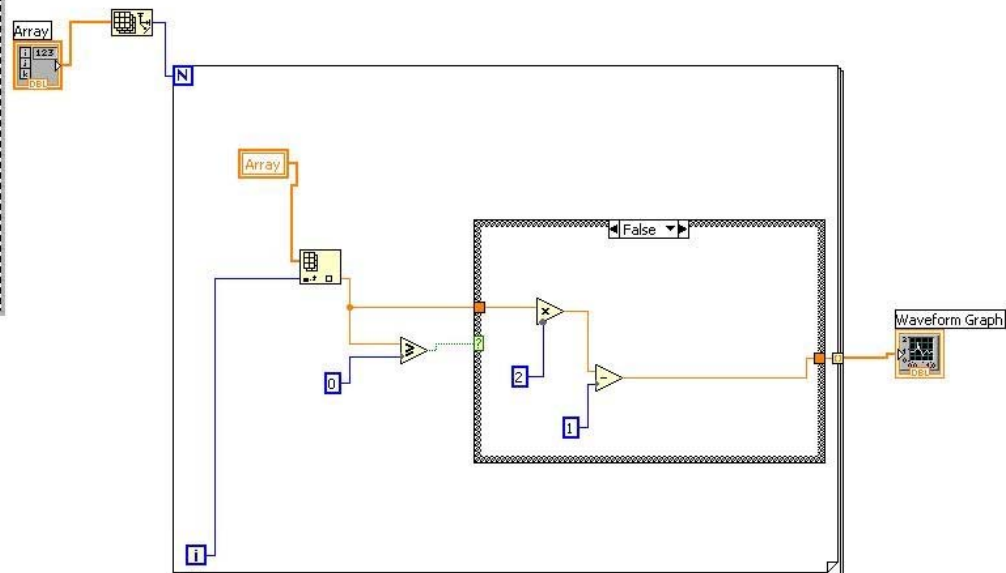 Array
i 123
j
k
DBL
N
Array
False
?
x
≥
0
2
-
1
i
Waveform Graph
DBL